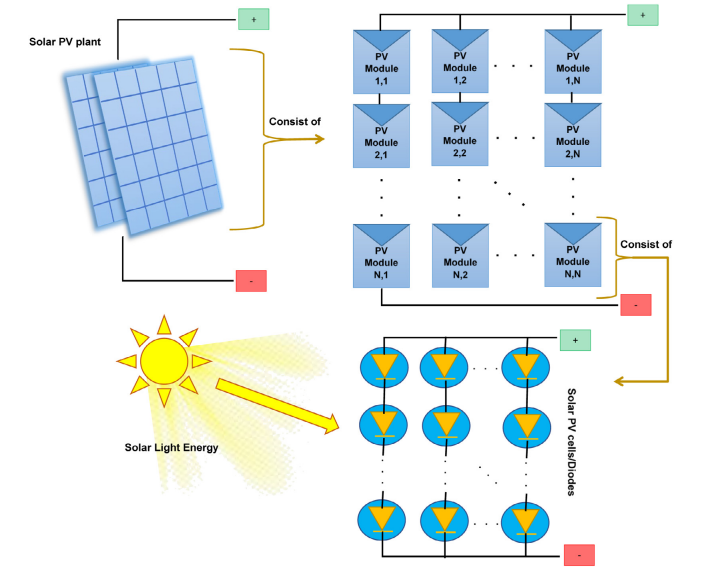 +
Solar PV plant
Consist of
-
+
PV
Module
1,1
PV
Module
1,2
. . .
PV
Module
1,N
PV
Module
2,1
PV
Module
2,2
. . .
PV
Module
2,N
PV
Module
N,1
PV
Module
N,2
. . .
PV
Module
N,N
Consist of
-
Solar Light Energy
+
. . .
. . .
-
Solar PV cells/Diodes